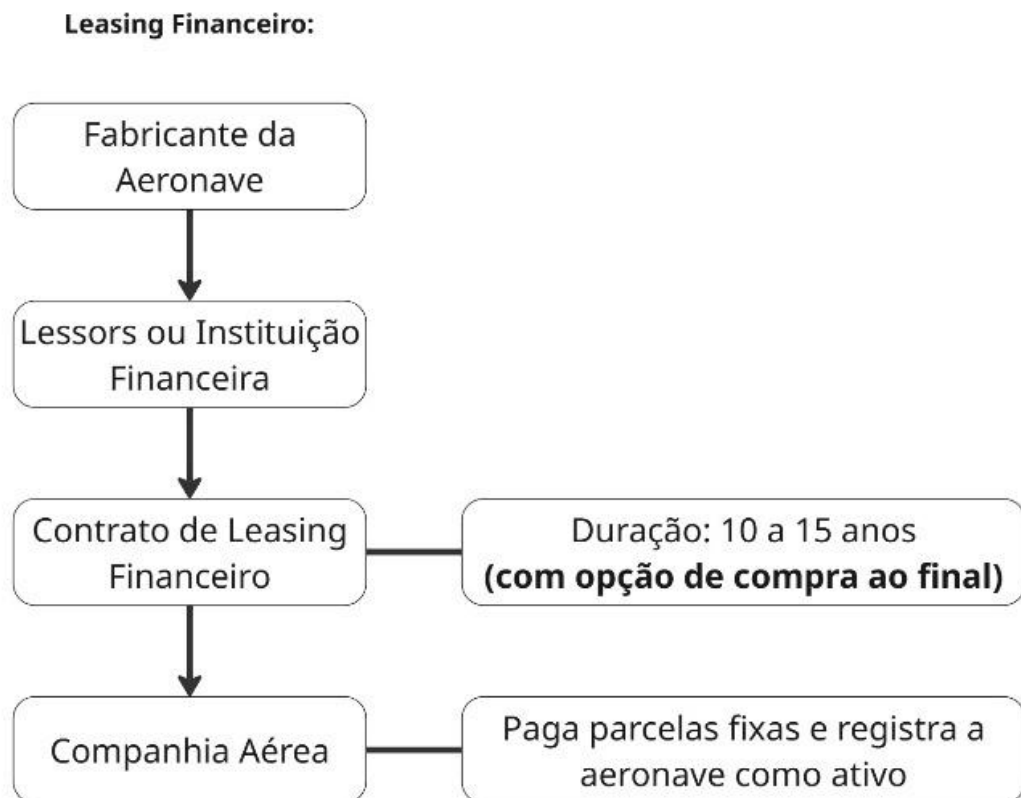 Leasing Financeiro:
Fabricante da
Aeronave
Lessors ou Instituição
Financeira
Contrato de Leasing
Financeiro
Duração: 10 a 15 anos
(com opção de compra ao final)
Companhia Aérea
Paga parcelas fixas e registra a
aeronave como ativo